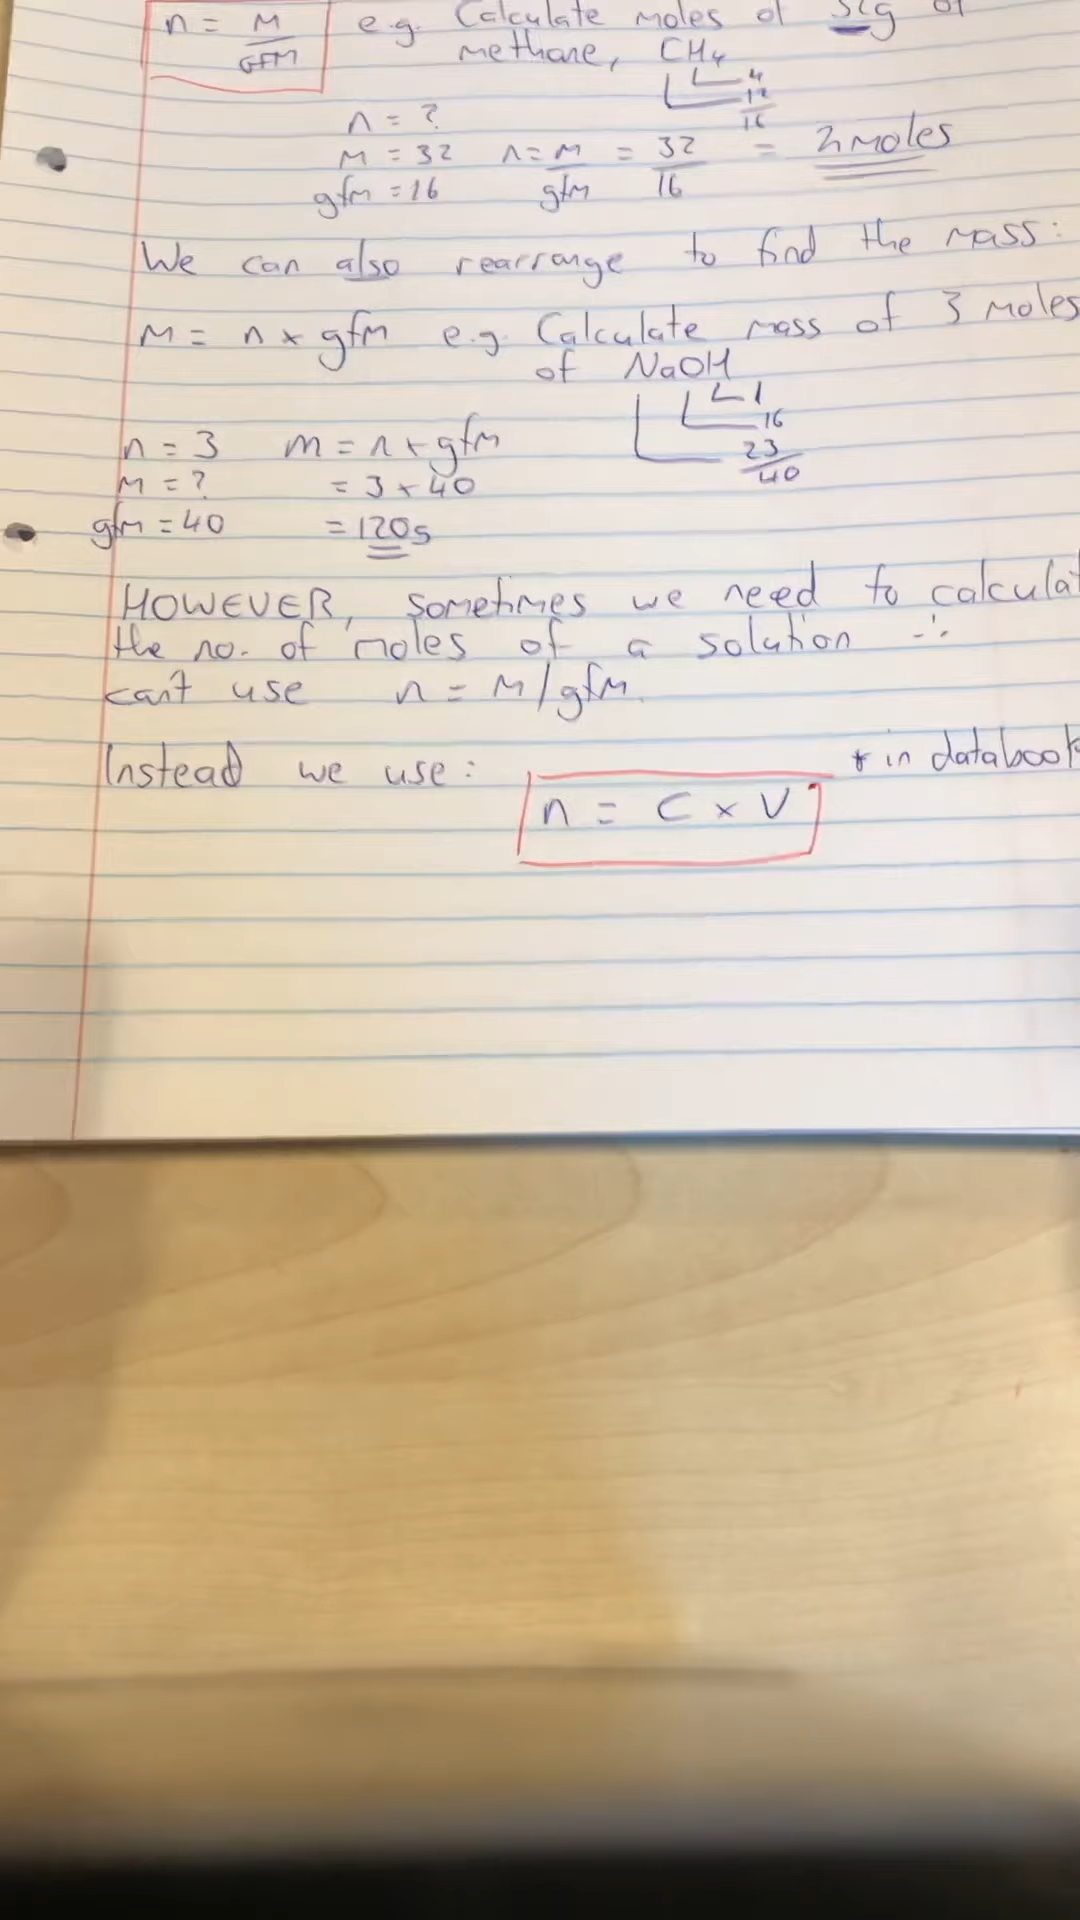 n = M/GFM e.g. Calculate moles of 32g of
methane, CH4
4
12
16
n = ?
M = 32 n = M/gfm = 32/16 = 2 moles
gfm = 16
We can also rearrange to find the mass:
M = n x gfm e.g. Calculate mass of 3 moles
of NaOH
1
16
23
40
n = 3 m = n x gfm
M = ? = 3 x 40
gfm = 40 = 120g
HOWEVER, sometimes we need to calculat
the no. of moles of a solution ∴
can't use n = M/gfm.
Instead we use: * in databook
n = C x V